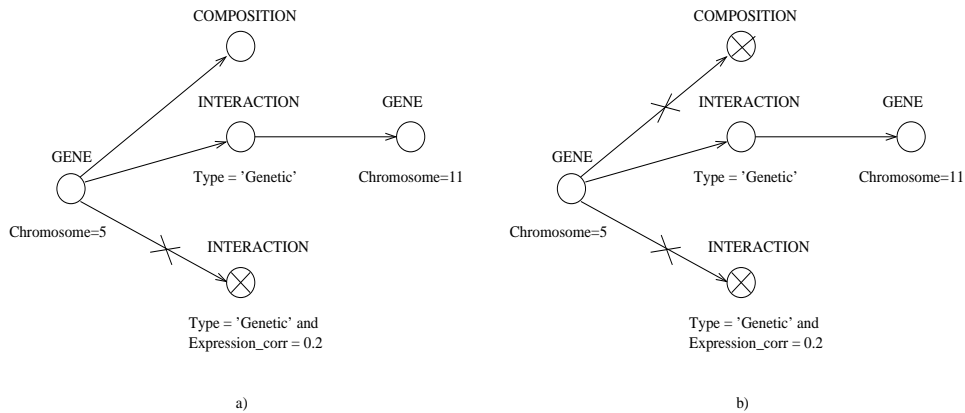 COMPOSITION
INTERACTION
GENE
GENE
Type = 'Genetic'
Chromosome=11
Chromosome=5
INTERACTION
Type = 'Genetic' and
Expression_corr = 0.2
a)
COMPOSITION
INTERACTION
GENE
GENE
Type = 'Genetic'
Chromosome=11
Chromosome=5
INTERACTION
Type = 'Genetic' and
Expression_corr = 0.2
b)